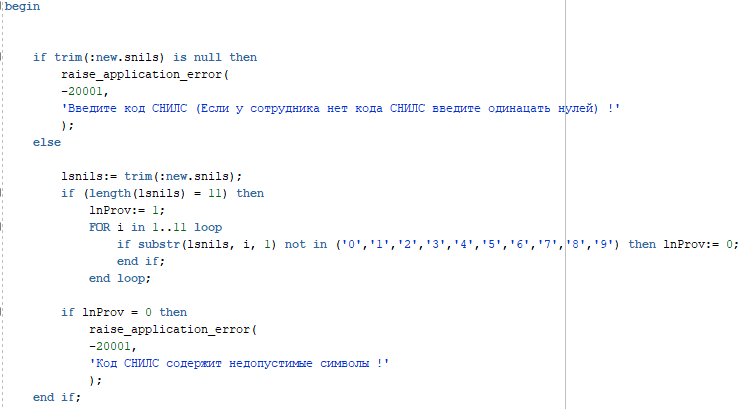 begin
if trim(:new.snils) is null then
raise_application_error(
-20001,
'Введите код СНИЛС (Если у сотрудника нет кода СНИЛС введите одинацать нулей) !'
);
else
lsnils:= trim(:new.snils);
if (length(lsnils) = 11) then
lnProv:= 1;
FOR i in 1..11 loop
if substr(lsnils, i, 1) not in ('0','1','2','3','4','5','6','7','8','9') then lnProv:= 0;
end if;
end loop;
if lnProv = 0 then
raise_application_error(
-20001,
'Код СНИЛС содержит недопустимые символы !'
);
end if;